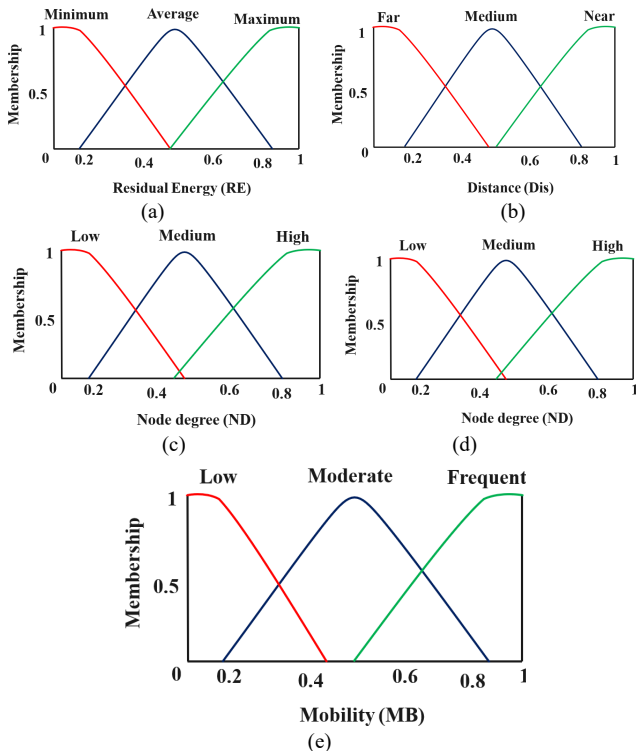 Minimum Average Maximum
1
0.5
0
Membership
0.2 0.4 0.6 0.8 1
Residual Energy (RE)
(a)
Far Medium Near
1
0.5
0
Membership
0.2 0.4 0.6 0.8 1
Distance (Dis)
(b)
Low Medium High
1
0.5
0
Membership
0.2 0.4 0.6 0.8 1
Node degree (ND)
(c)
Low Medium High
1
0.5
0
Membership
0.2 0.4 0.6 0.8 1
Node degree (ND)
(d)
Low Moderate Frequent
1
0.5
0
Membership
0.2 0.4 0.6 0.8 1
Mobility (MB)
(e)